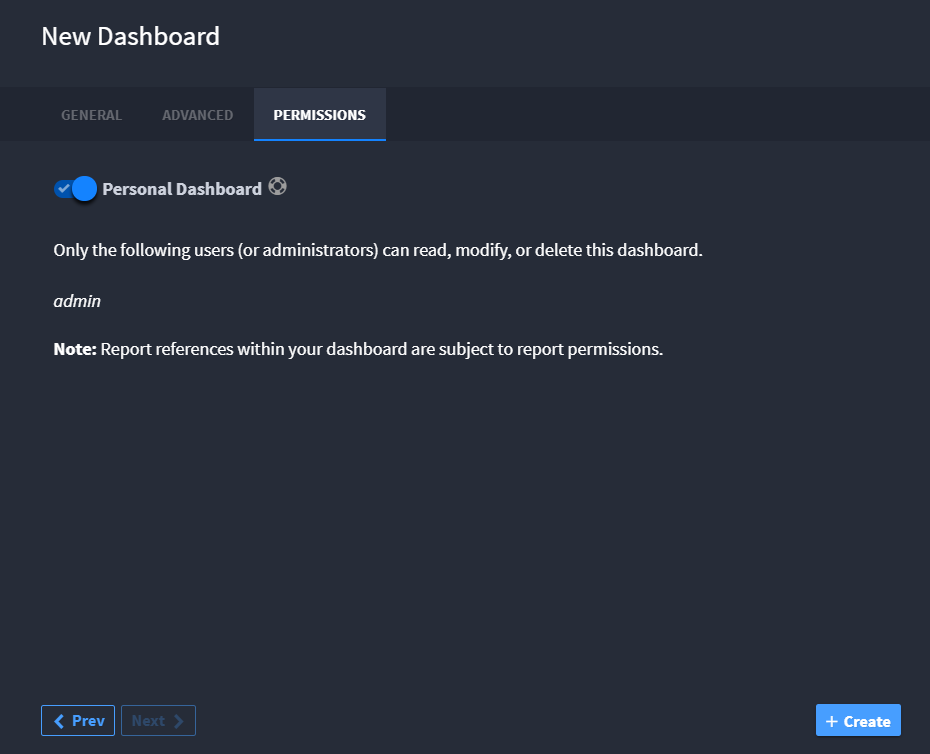 New Dashboard
GENERAL ADVANCED PERMISSIONS
Personal Dashboard
Only the following users (or administrators) can read, modify, or delete this dashboard.
admin
Note: Report references within your dashboard are subject to report permissions.
Prev Next + Create